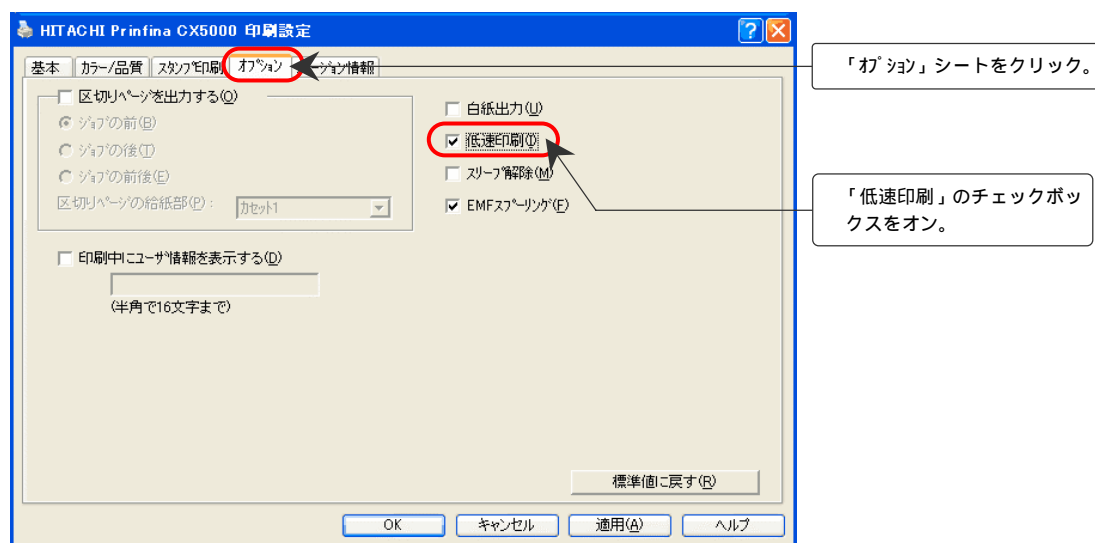 HITACHI Prinfina CX5000 印刷設定
基本 カラー/品質 スタンプ印刷 オプション ージョン情報
「オプション」シートをクリック。
区切りページを出力する(O)
ジョブの前(B)
ジョブの後(T)
ジョブの前後(E)
区切りページの給紙部(P): カセット1
白紙出力(U)
低速印刷(I)
スリープ解除(M)
EMFスプーリング(F)
「低速印刷」のチェックボッ
クスをオン。
印刷中にユーザ情報を表示する(D)
(半角で16文字まで)
標準値に戻す(R)
OK キャンセル 適用(A) ヘルプ